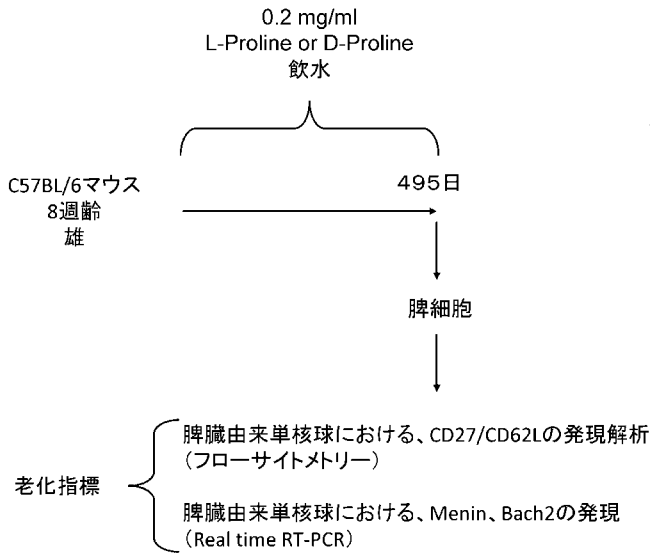 0.2 mg/ml
L-Proline or D-Proline
飲水
C57BL/6マウス
8週齢
雄
495日
脾細胞
老化指標
脾臓由来単核球における、CD27/CD62Lの発現解析
(フローサイトメトリー)
脾臓由来単核球における、Menin、Bach2の発現
(Real time RT-PCR)